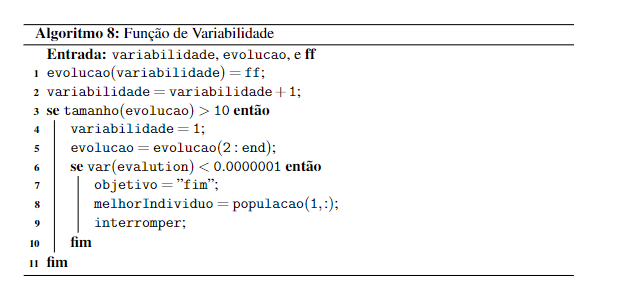 Algoritmo 8: Função de Variabilidade
Entrada: variabilidade, evolucao, e ff
1 evolucao(variabilidade) = ff;
2 variabilidade = variabilidade + 1;
3 se tamanho(evolucao) > 10 então
4 variabilidade = 1;
5 evolucao = evolucao(2 : end);
6 se var(evalution) < 0.0000001 então
7 objetivo = ”fim”;
8 melhorIndividuo = populacao(1,:);
9 interromper;
10 fim
11 fim